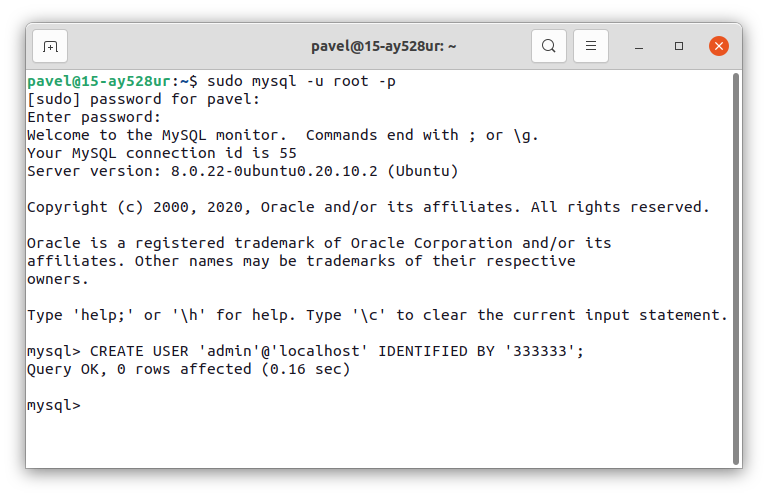 pavel@15-ay528ur: ~
pavel@15-ay528ur:~$ sudo mysql -u root -p
[sudo] password for pavel:
Enter password:
Welcome to the MySQL monitor.  Commands end with ; or \g.
Your MySQL connection id is 55
Server version: 8.0.22-0ubuntu0.20.10.2 (Ubuntu)
Copyright (c) 2000, 2020, Oracle and/or its affiliates. All rights reserved.
Oracle is a registered trademark of Oracle Corporation and/or its
affiliates. Other names may be trademarks of their respective
owners.
Type 'help;' or '\h' for help. Type '\c' to clear the current input statement.
mysql> CREATE USER 'admin'@'localhost' IDENTIFIED BY '333333';
Query OK, 0 rows affected (0.16 sec)
mysql>